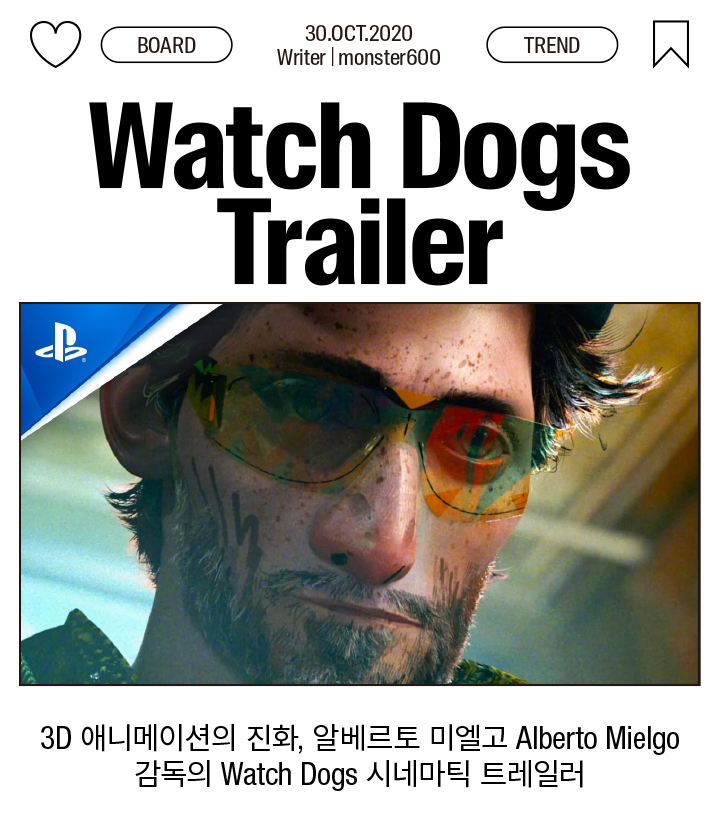 BOARD
30.OCT.2020
Writer | monster600
TREND
Watch Dogs
Trailer
3D 애니메이션의 진화, 알베르토 미엘고 Alberto Mielgo
감독의 Watch Dogs 시네마틱 트레일러